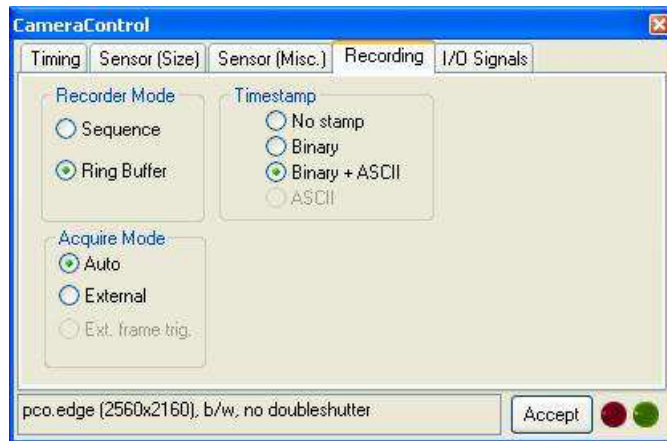 CameraControl
Timing Sensor (Size) Sensor (Misc.) Recording I/O Signals
Recorder Mode
Sequence
Ring Buffer
Timestamp
No stamp
Binary
Binary + ASCII
ASCII
Acquire Mode
Auto
External
Ext. frame trig.
pco.edge (2560x2160), b/w, no doubleshutter
Accept